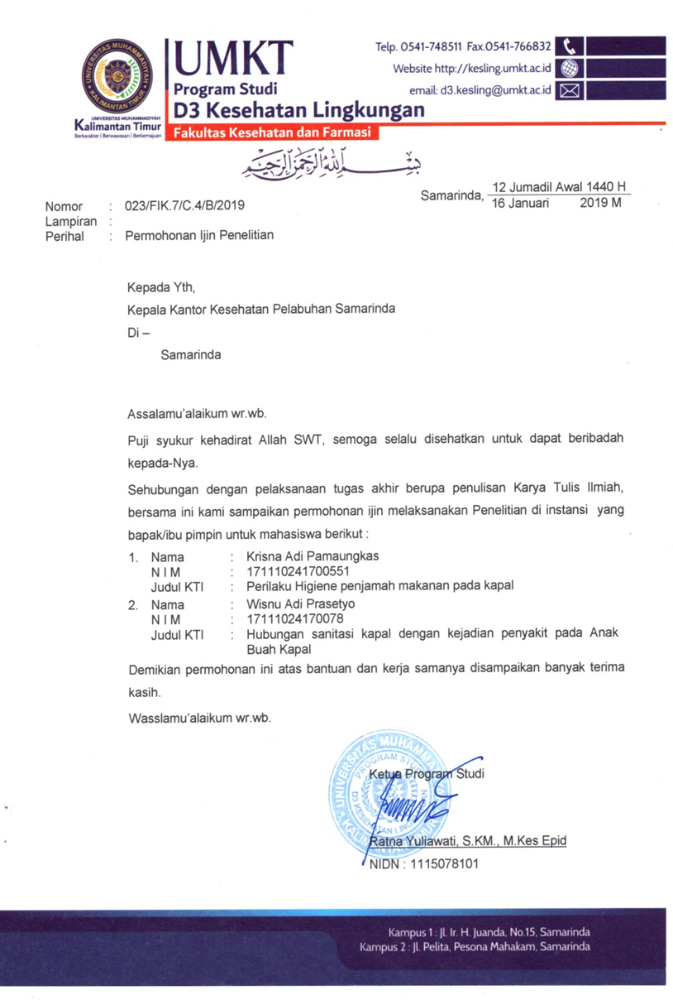 UNIVERSITAS MUHAMMADIYAH
KALIMANTAN TIMUR
UNIVERSITAS MUHAMMADIYAH
Kalimantan Timur
Berkarakter | Berwawasan | Berkemajuan
UMKT
Program Studi
D3 Kesehatan Lingkungan
Fakultas Kesehatan dan Farmasi
Telp. 0541-748511 Fax.0541-766832
Website http://kesling.umkt.ac.id
email: d3.kesling@umkt.ac.id
بسم الله الرحمن الرحيم
Samarinda, 12 Jumadil Awal 1440 H
16 Januari 2019 M
Nomor : 023/FIK.7/C.4/B/2019
Lampiran :
Perihal : Permohonan Ijin Penelitian
Kepada Yth,
Kepala Kantor Kesehatan Pelabuhan Samarinda
Di –
Samarinda
Assalamu'alaikum wr.wb.
Puji syukur kehadirat Allah SWT, semoga selalu disehatkan untuk dapat beribadah
kepada-Nya.
Sehubungan dengan pelaksanaan tugas akhir berupa penulisan Karya Tulis Ilmiah,
bersama ini kami sampaikan permohonan ijin melaksanakan Penelitian di instansi yang
bapak/ibu pimpin untuk mahasiswa berikut :
1. Nama : Krisna Adi Pamaungkas
N I M : 171110241700551
Judul KTI : Perilaku Higiene penjamah makanan pada kapal
2. Nama : Wisnu Adi Prasetyo
N I M : 17111024170078
Judul KTI : Hubungan sanitasi kapal dengan kejadian penyakit pada Anak
Buah Kapal
Demikian permohonan ini atas bantuan dan kerja samanya disampaikan banyak terima
kasih.
Wasslamu'alaikum wr.wb.
Ketua Program Studi
UNIVERSITAS MUHAMMADIYAH
PROGRAM STUDI
D3 KESEHATAN LINGKUNGAN
KALIMANTAN TIMUR
Ratna Yuliawati, S.KM., M.Kes Epid
NIDN : 1115078101
Kampus 1 : Jl. Ir. H. Juanda, No.15, Samarinda
Kampus 2 : Jl. Pelita, Pesona Mahakam, Samarinda